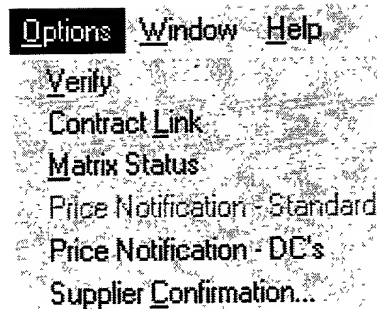 Options Window Help
Verify
Contract Link
Matrix Status
Price Notification - Standard
Price Notification - DC's
Supplier Confirmation...